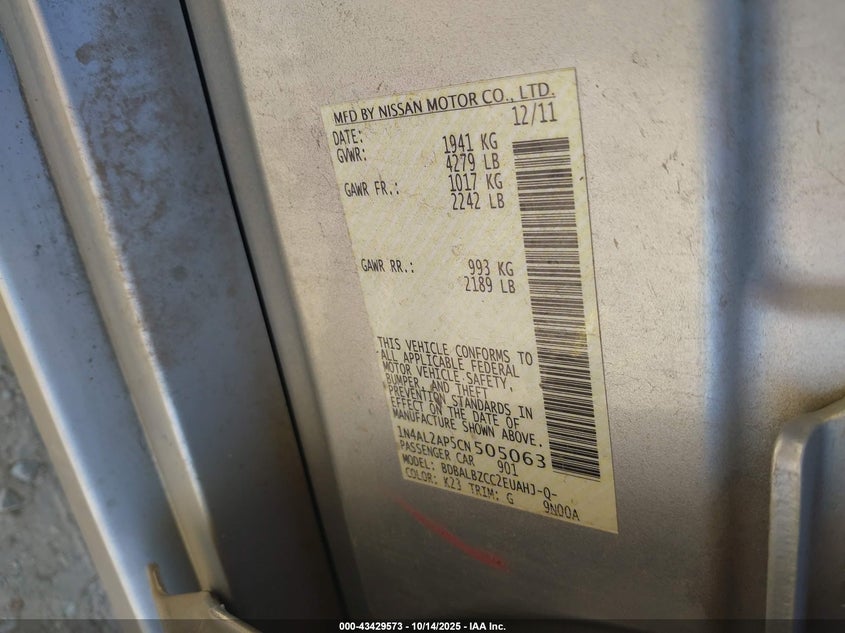 MFD BY NISSAN MOTOR CO., LTD.
DATE: 12/11
GVWR: 1941 KG
4279 LB
GAWR FR.: 1017 KG
2242 LB
GAWR RR.: 993 KG
2189 LB
THIS VEHICLE CONFORMS TO
ALL APPLICABLE FEDERAL
MOTOR VEHICLE SAFETY,
BUMPER, AND THEFT
PREVENTION STANDARDS IN
EFFECT ON THE DATE OF
MANUFACTURE SHOWN ABOVE.
1N4AL2AP5CN505063
PASSENGER CAR 901
MODEL: BDBALBZCC2EUAHJ-Q-
COLOR: K23 TRIM: G 9N00A
000-43429573 - 10/14/2025 - IAA Inc.